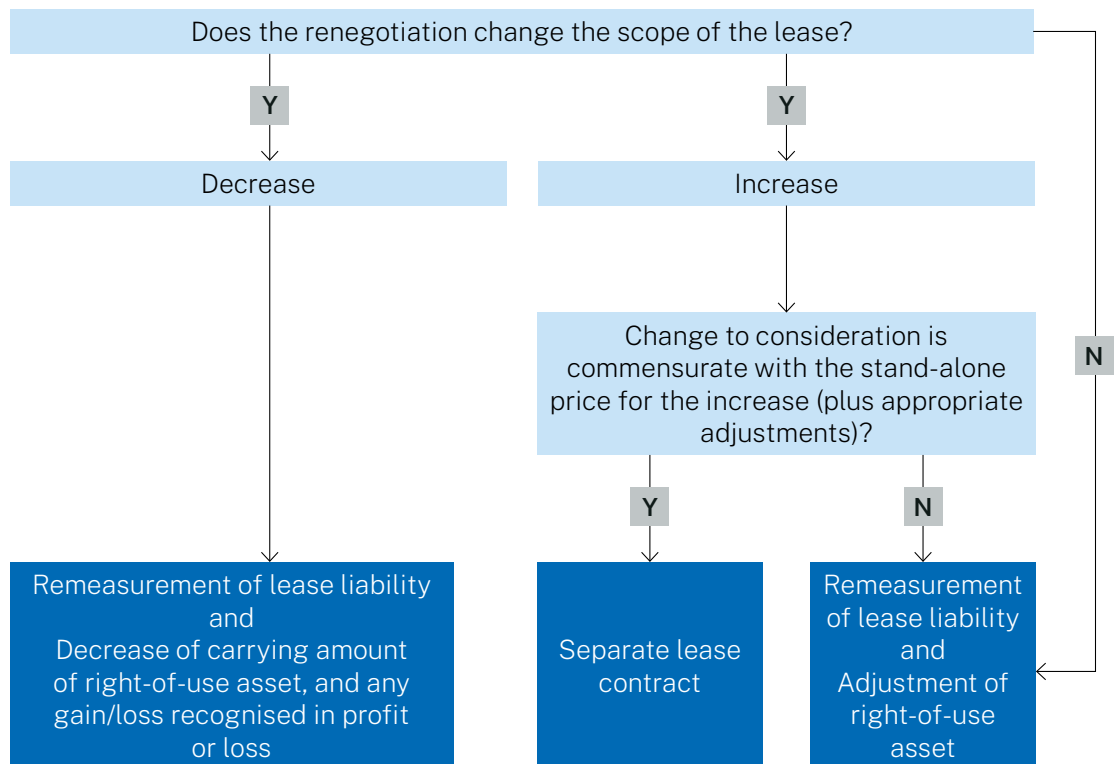 Does the renegotiation change the scope of the lease?
Y
Y
Decrease
Increase
Change to consideration is
commensurate with the stand-alone
price for the increase (plus appropriate
adjustments)?
N
Y
N
Remeasurement of lease liability
and
Decrease of carrying amount
of right-of-use asset, and any
gain/loss recognised in profit
or loss
Separate lease
contract
Remeasurement
of lease liability
and
Adjustment of
right-of-use
asset